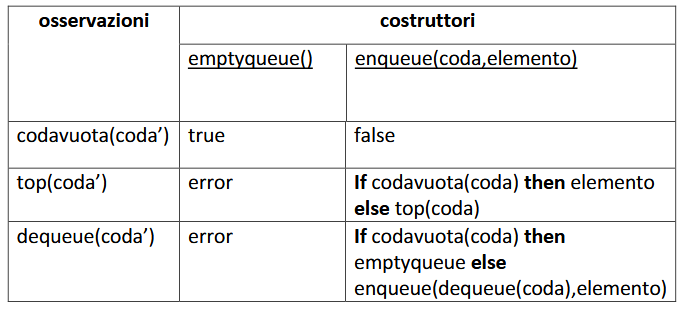 osservazioni costruttori
emptyqueue() enqueue(coda,elemento)
codavuota(coda’) true false
top(coda’) error If codavuota(coda) then elemento
else top(coda)
dequeue(coda’) error If codavuota(coda) then
emptyqueue else
enqueue(dequeue(coda),elemento)